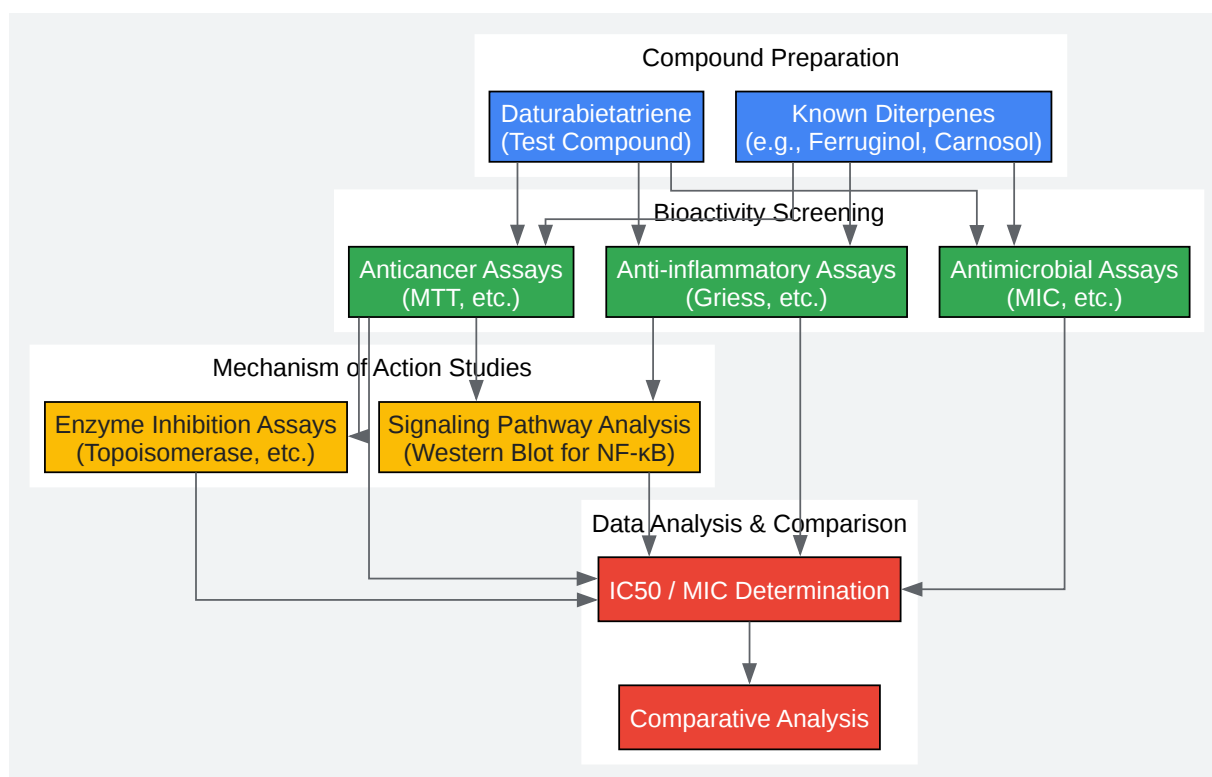 Compound Preparation
Daturabietatriene
(Test Compound)
Known Diterpenes
(e.g., Ferruginol, Carnosol)
Bioactivity Screening
Anticancer Assays
(MTT, etc.)
Anti-inflammatory Assays
(Griess, etc.)
Antimicrobial Assays
(MIC, etc.)
Mechanism of Action Studies
Enzyme Inhibition Assays
(Topoisomerase, etc.)
Signaling Pathway Analysis
(Western Blot for NF-κB)
Data Analysis & Comparison
IC50 / MIC Determination
Comparative Analysis